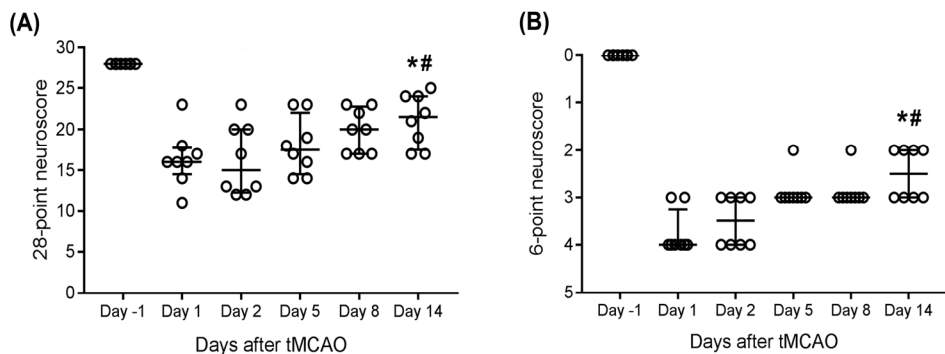 (A)
28-point neuroscore
30
25
20
15
10
5
0
*#
Day -1 Day 1 Day 2 Day 5 Day 8 Day 14
Days after tMCAO
(B)
6-point neuroscore
0
1
2
3
4
5
*#
Day -1 Day 1 Day 2 Day 5 Day 8 Day 14
Days after tMCAO